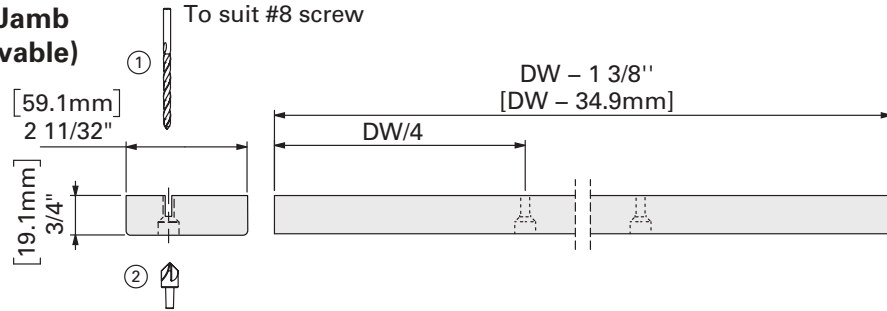 Jamb
vable)
To suit #8 screw
1
[59.1mm]
2 11/32"
DW – 1 3/8''
[DW – 34.9mm]
DW/4
[19.1mm]
3/4"
2